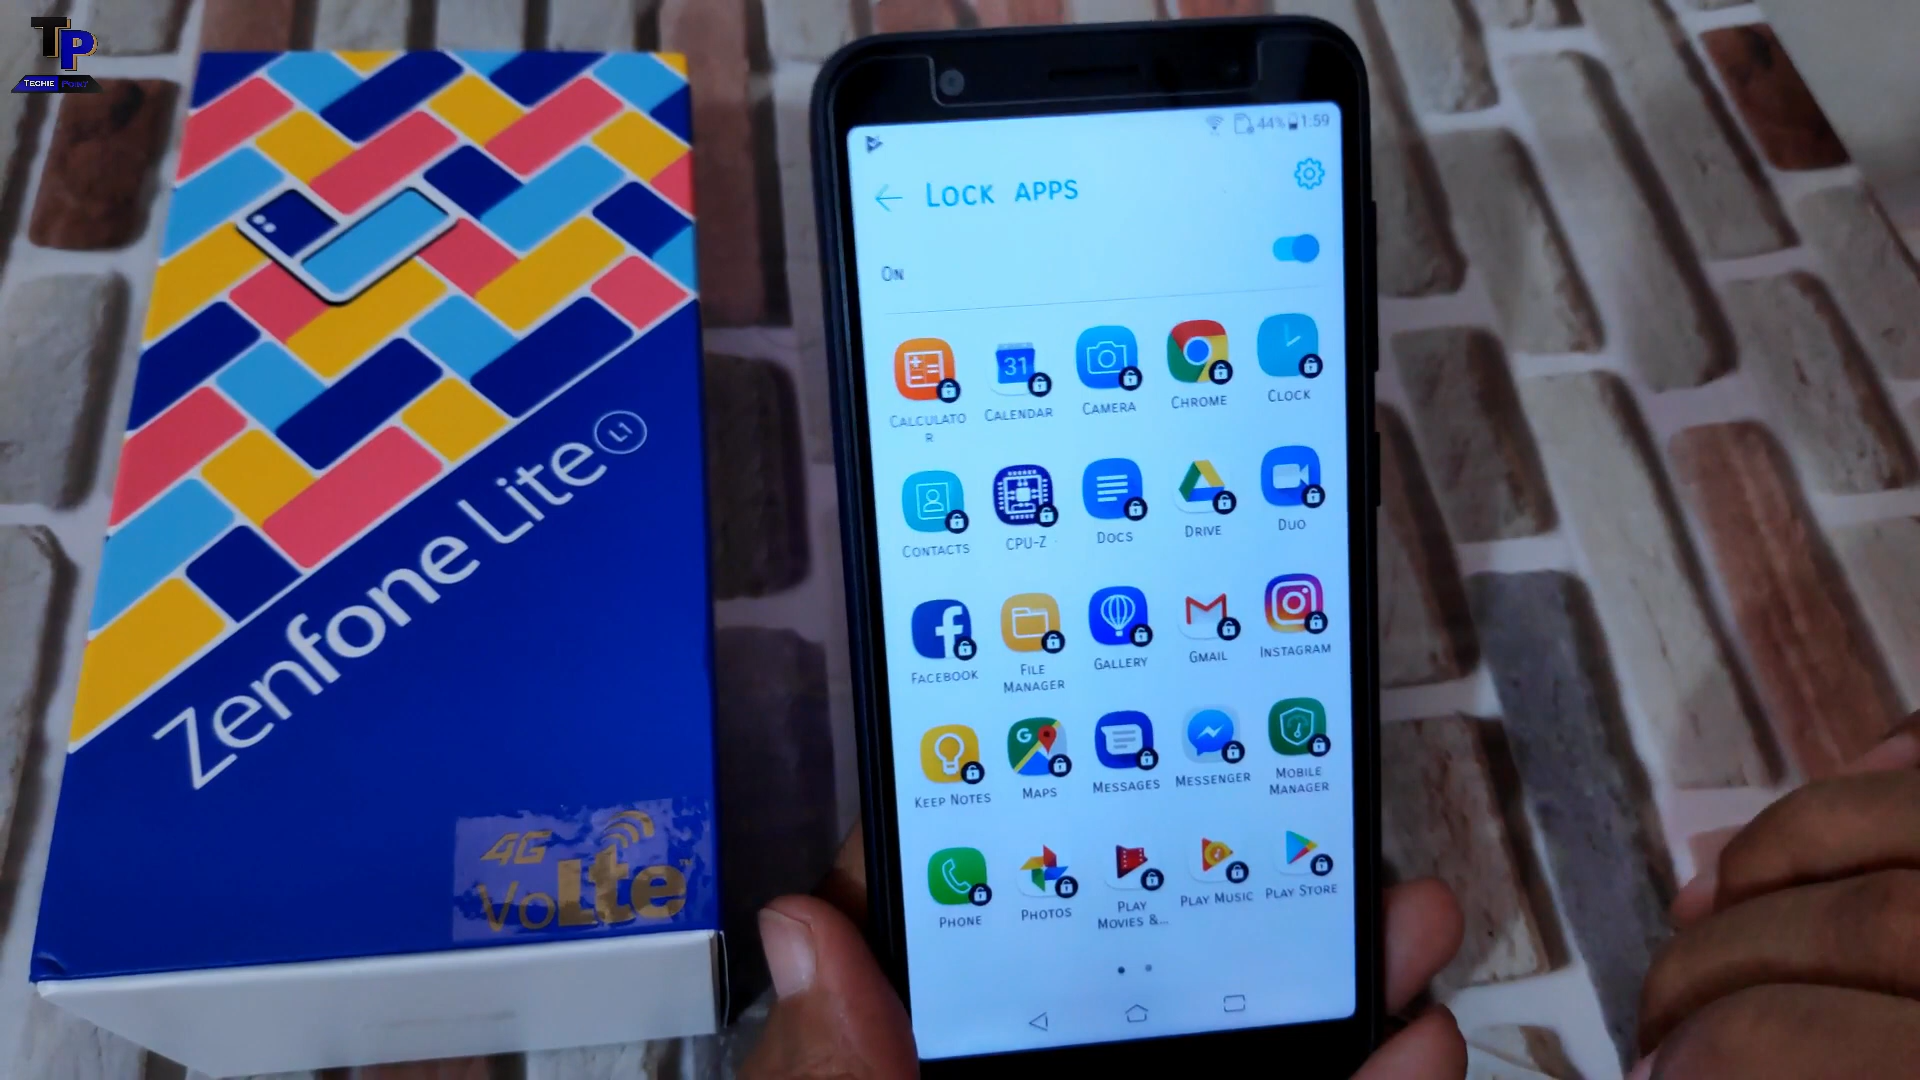 TP
TECHIE POINT
Zenfone Lite L1
4G
VoLte™
44% 1:59
LOCK APPS
ON
31
CALCULATO
R
CALENDAR
CAMERA
CHROME
CLOCK
CONTACTS
CPU-Z
DOCS
DRIVE
DUO
FACEBOOK
FILE
MANAGER
GALLERY
GMAIL
INSTAGRAM
KEEP NOTES
G
MAPS
MESSAGES
MESSENGER
MOBILE
MANAGER
PHONE
PHOTOS
PLAY
MOVIES &...
PLAY MUSIC
PLAY STORE